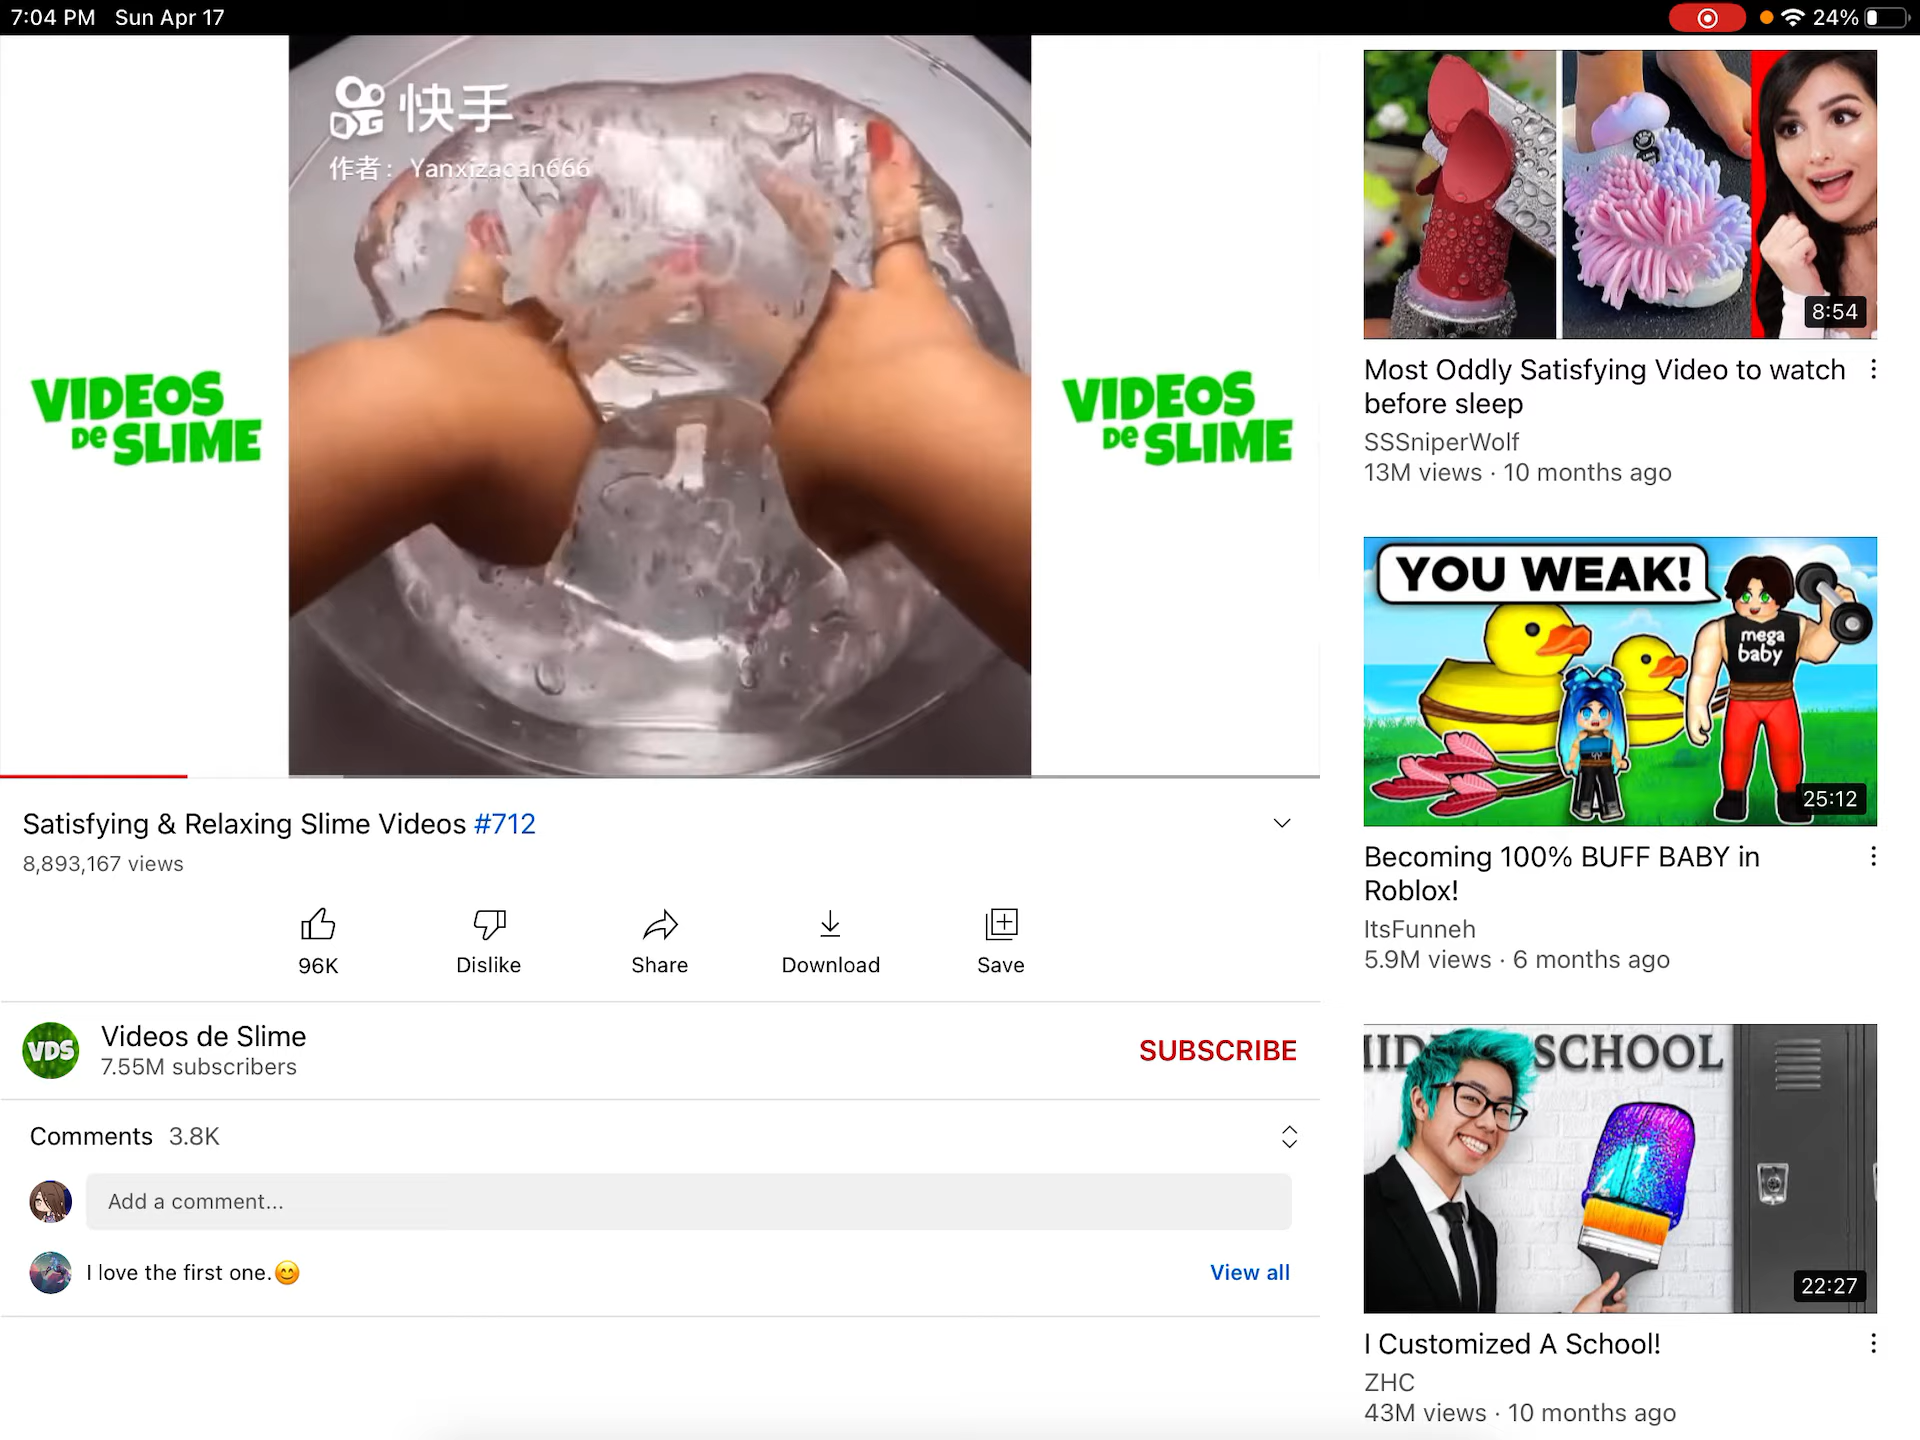 7:04 PM Sun Apr 17
24%
快手
作者: Yanxizacan666
VIDEOS
DE SLIME
VIDEOS
DE SLIME
Satisfying & Relaxing Slime Videos #712
8,893,167 views
96K
Dislike
Share
Download
Save
VDS
Videos de Slime
7.55M subscribers
SUBSCRIBE
Comments 3.8K
Add a comment...
I love the first one.😊
View all
8:54
Most Oddly Satisfying Video to watch
before sleep
SSSniperWolf
13M views · 10 months ago
YOU WEAK!
mega
baby
25:12
Becoming 100% BUFF BABY in
Roblox!
ItsFunneh
5.9M views · 6 months ago
SCHOOL
22:27
I Customized A School!
ZHC
43M views · 10 months ago